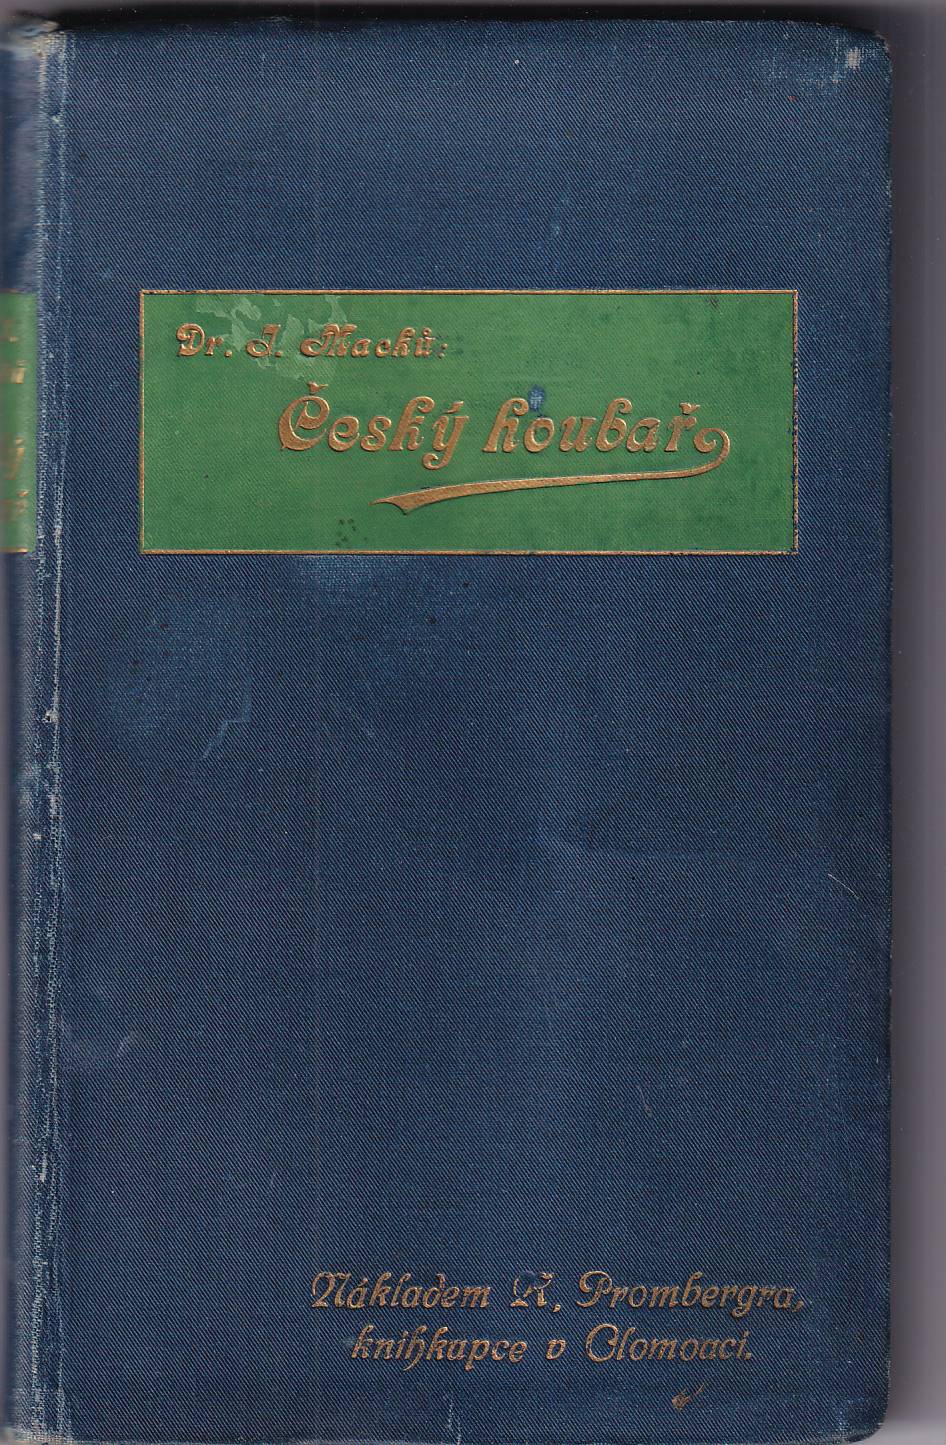 Dr. J. Macků:
Český houbař
Nákladem R. Prombergra,
knihkupce v Olomouci.